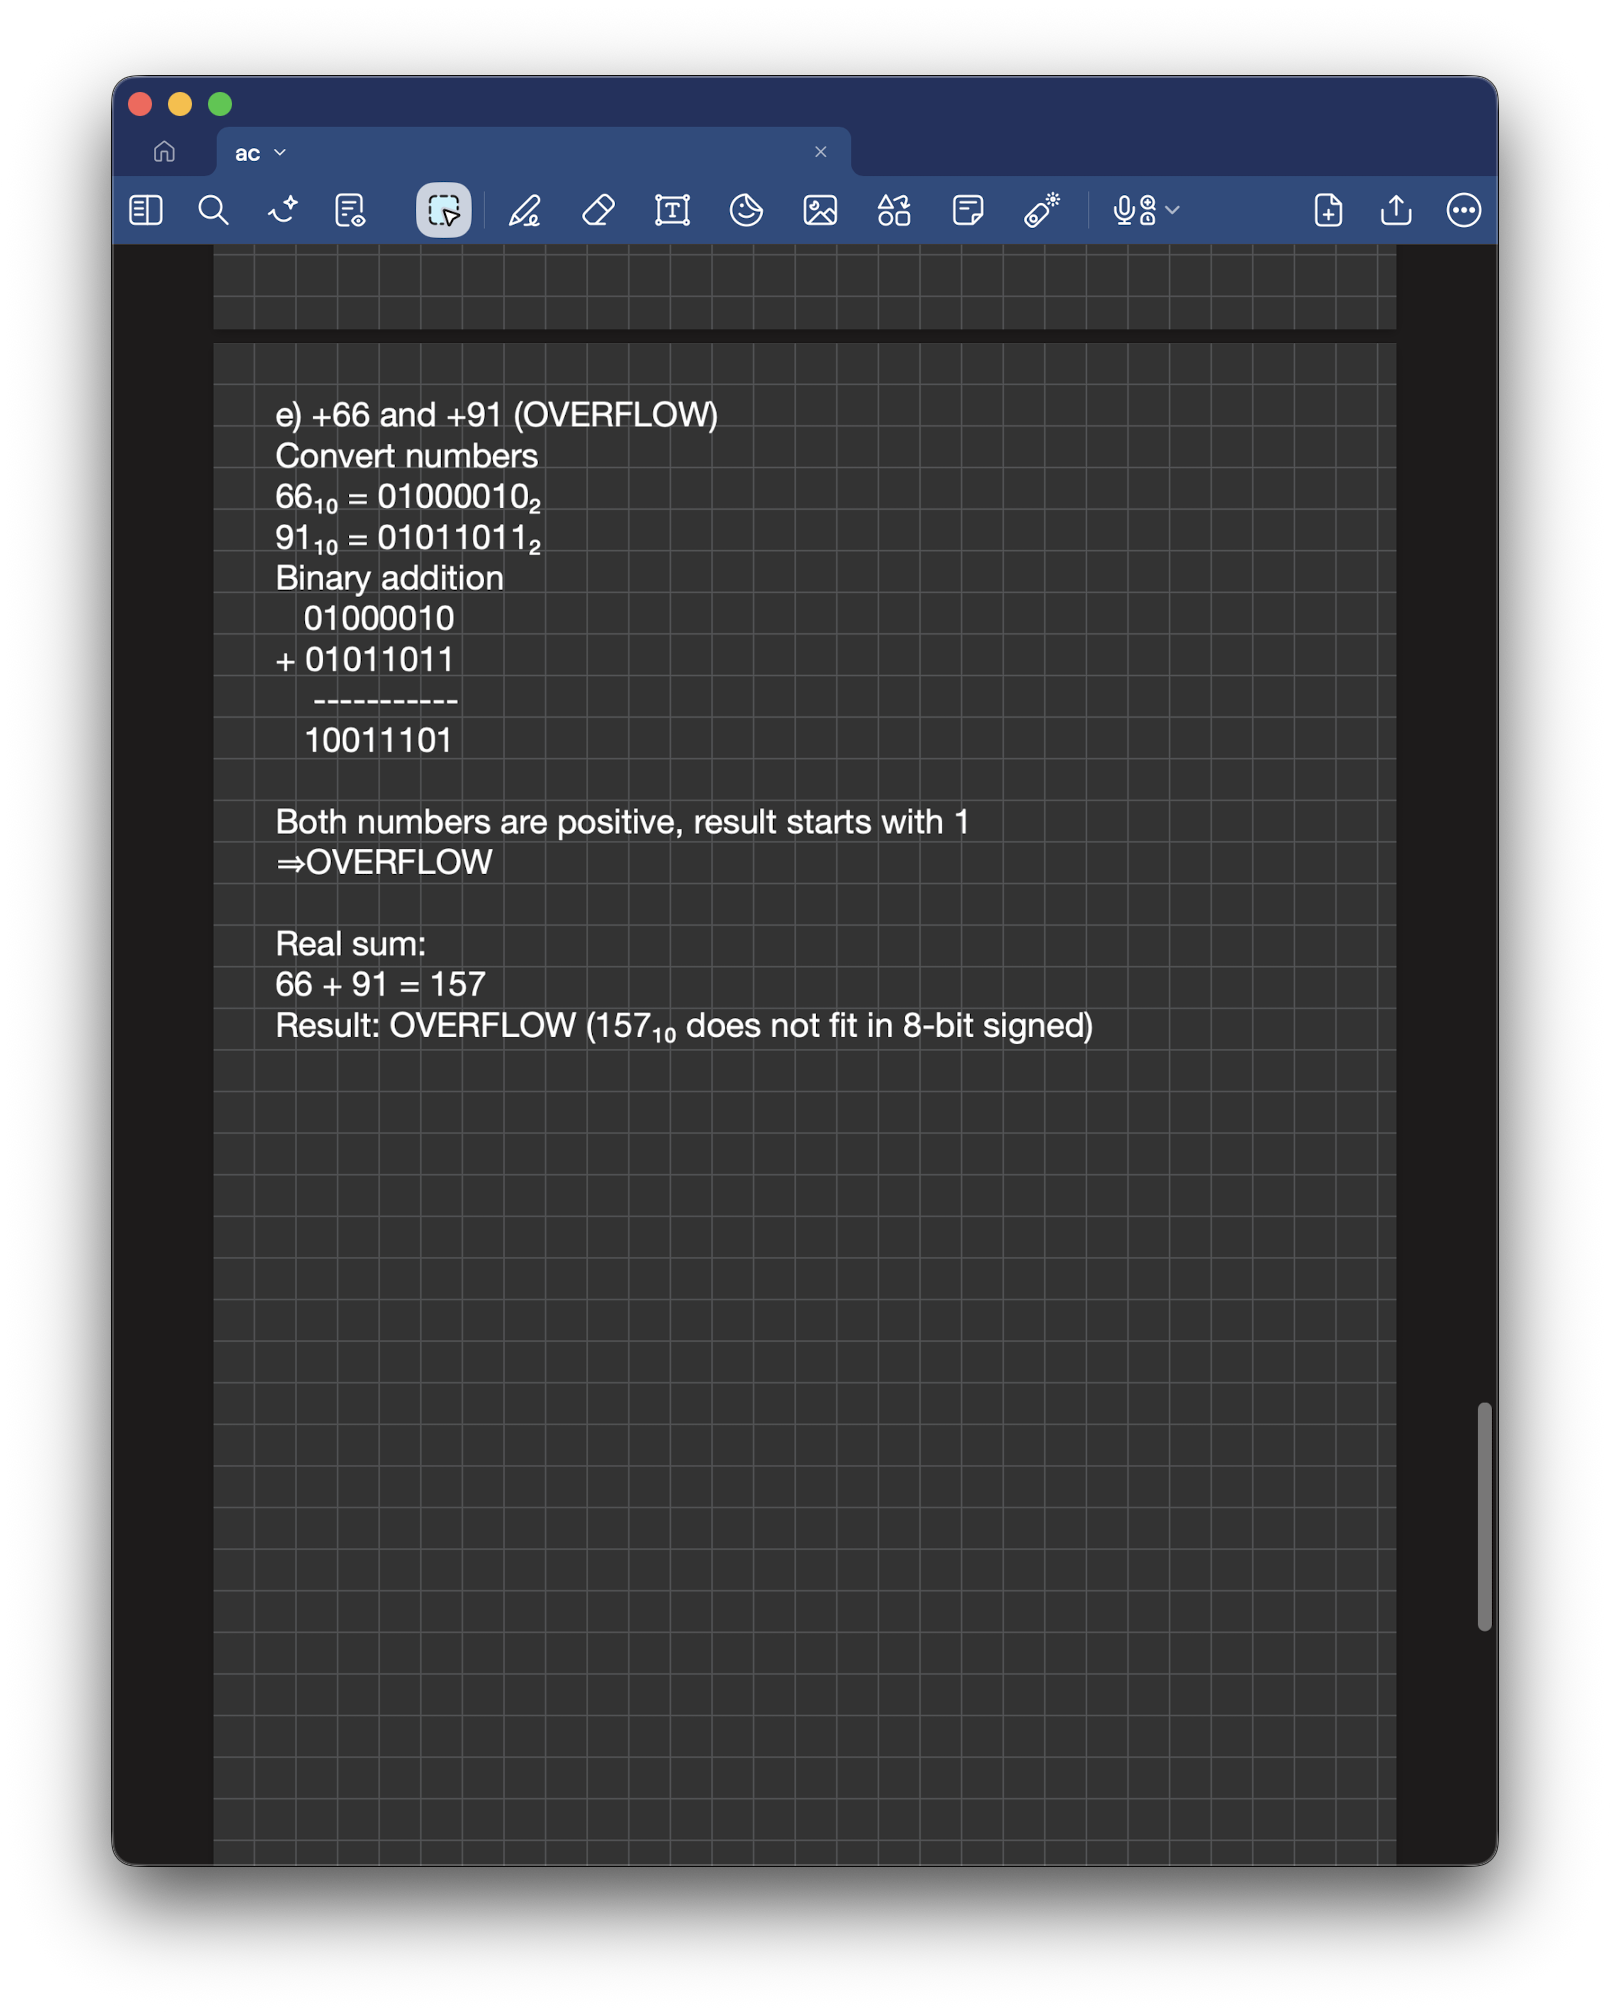 ac
e) +66 and +91 (OVERFLOW)
Convert numbers
66₁₀ = 01000010₂
91₁₀ = 01011011₂
Binary addition
01000010
+ 01011011
-----------
10011101
Both numbers are positive, result starts with 1
⇒OVERFLOW
Real sum:
66 + 91 = 157
Result: OVERFLOW (157₁₀ does not fit in 8-bit signed)